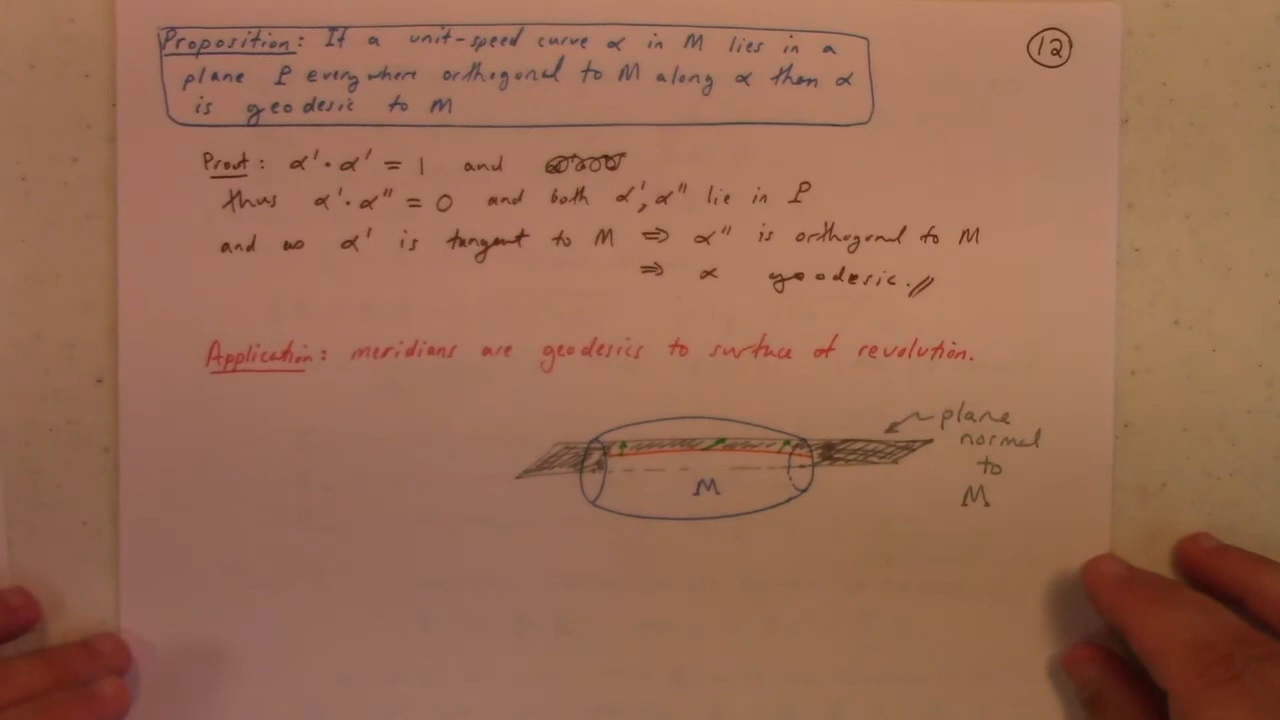 12
Proposition: If a unit-speed curve α in M lies in a
plane P everywhere orthogonal to M along α then α
is geodesic to M
Proof: α'·α' = 1 and
thus α'·α'' = 0 and both α', α'' lie in P
and as α' is tangent to M ⇒ α'' is orthogonal to M
⇒ α geodesic.//
Application: meridians are geodesics to surface of revolution.
plane
normal
to
M
M